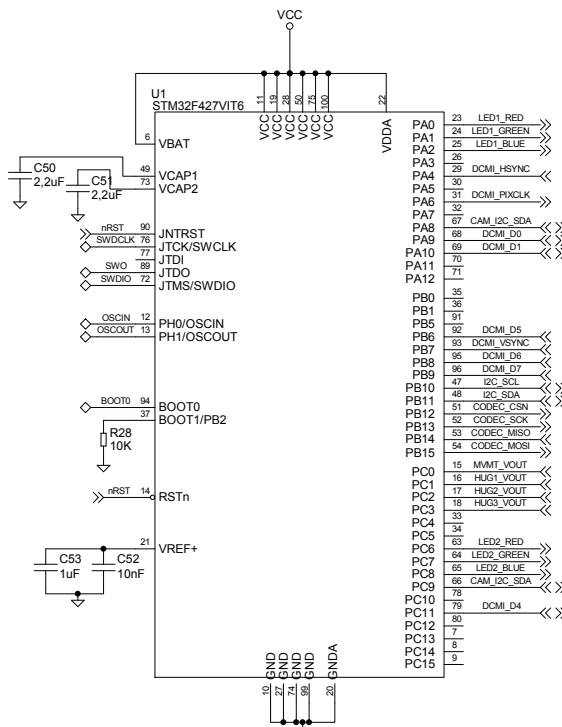 VCC
U1
STM32F427VIT6
11
19
28
50
75
100
22
VCC
VCC
VCC
VCC
VCC
VCC
VDDA
6
VBAT
C50
2,2uF
C51
2,2uF
49
VCAP1
73
VCAP2
nRST
90
JNTRST
SWDCLK
76
JTCK/SWCLK
77
JTDI
SWO
89
JTDO
SWDIO
72
JTMS/SWDIO
OSCIN
12
PH0/OSCIN
OSCOUT
13
PH1/OSCOUT
BOOT0
94
BOOT0
37
BOOT1/PB2
R28
10K
nRST
14
RSTn
21
VREF+
C53
1uF
C52
10nF
PA0 23 LED1_RED
PA1 24 LED1_GREEN
PA2 25 LED1_BLUE
PA3 26
PA4 29 DCMI_HSYNC
PA5 30
PA6 31 DCMI_PIXCLK
PA7 32
PA8 67 CAM_I2C_SDA
PA9 68 DCMI_D0
PA10 69 DCMI_D1
PA11 70
PA12 71
PB0 35
PB1 36
PB5 91
PB6 92 DCMI_D5
PB7 93 DCMI_VSYNC
PB8 95 DCMI_D6
PB9 96 DCMI_D7
PB10 47 I2C_SCL
PB11 48 I2C_SDA
PB12 51 CODEC_CSN
PB13 52 CODEC_SCK
PB14 53 CODEC_MISO
PB15 54 CODEC_MOSI
PC0 15 MVMT_VOUT
PC1 16 HUG1_VOUT
PC2 17 HUG2_VOUT
PC3 18 HUG3_VOUT
PC4 33
PC5 34
PC6 63 LED2_RED
PC7 64 LED2_GREEN
PC8 65 LED2_BLUE
PC9 66 CAM_I2C_SDA
PC10 78
PC11 79 DCMI_D4
PC12 80
PC13 7
PC14 8
PC15 9
GND
GND
GND
GND
GNDA
10
27
74
99
20